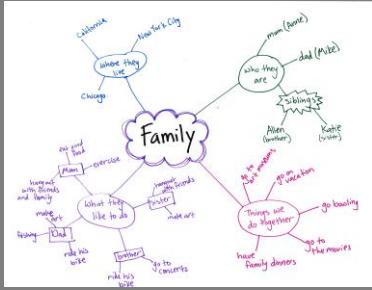 Family
Where they
live
California
New York City
Chicago
Who they
are
mom (Anne)
dad (Mike)
siblings
Allen
(brother)
Katie
(sister)
What they
like to do
Mom
eat good
food
exercise
hangout
with friends
and family
Dad
make
art
fishing
ride his
bike
brother
ride his
bike
go to
concerts
sister
hangout
with friends
make art
Things we
do together
go to
art museums
go on
vacation
go bowling
go to
the movies
have
family dinners